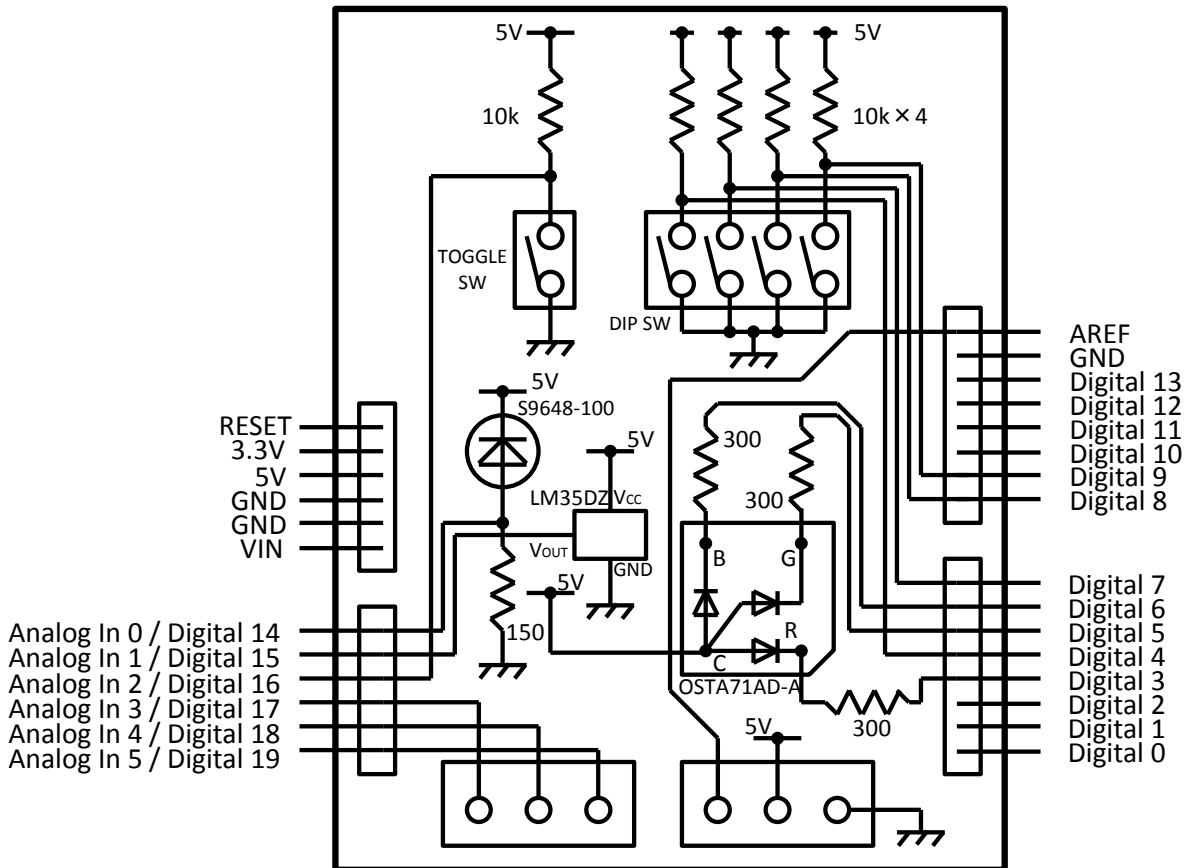 5V
5V
10k
10k × 4
TOGGLE
SW
DIP SW
AREF
GND
Digital 13
Digital 12
Digital 11
Digital 10
Digital 9
Digital 8
5V
S9648-100
RESET
3.3V
5V
GND
GND
VIN
5V
300
300
LM35DZ VCC
VOUT
GND
B
G
5V
150
R
C
OSTA71AD-A
300
Digital 7
Digital 6
Digital 5
Digital 4
Digital 3
Digital 2
Digital 1
Digital 0
Analog In 0 / Digital 14
Analog In 1 / Digital 15
Analog In 2 / Digital 16
Analog In 3 / Digital 17
Analog In 4 / Digital 18
Analog In 5 / Digital 19
5V